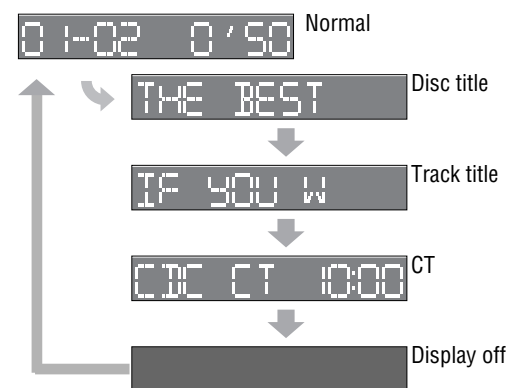 01-02 0'50 Normal
THE BEST Disc title
IF YOU W Track title
CDC CT 10:00 CT
Display off